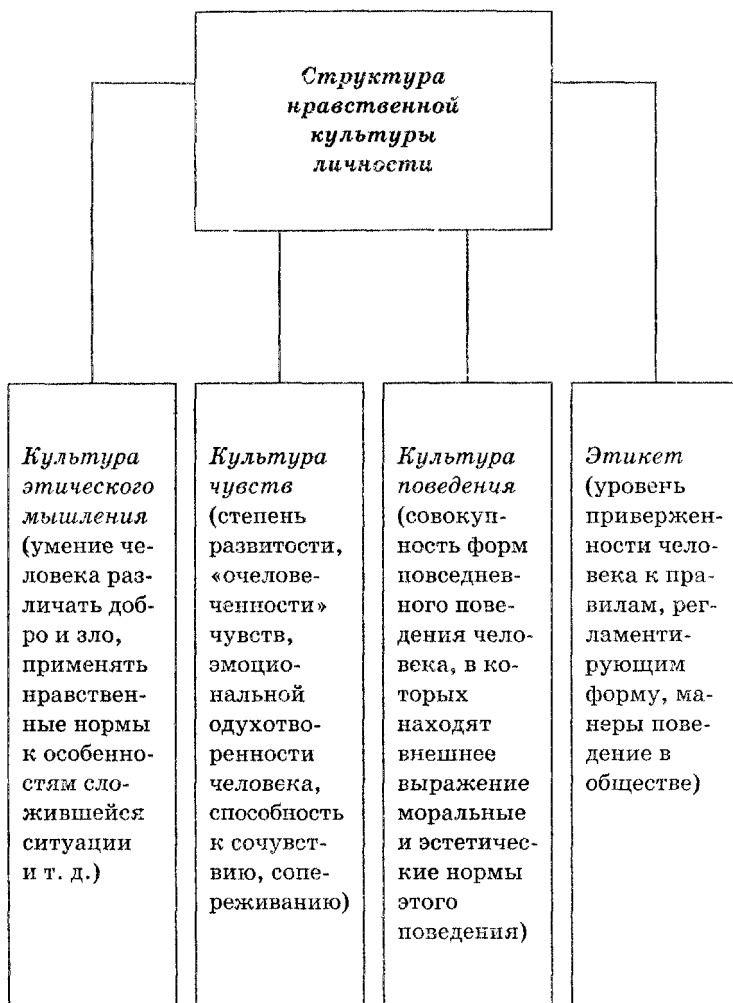 Структура
нравственной
культуры
личности
Культура
этического
мышления
(умение че-
ловека раз-
личать доб-
ро и зло,
применять
нравствен-
ные нормы
к особенно-
стям сло-
жившейся
ситуации
и т. д.)
Культура
чувств
(степень
развитости,
«очелове-
ченности»
чувств,
эмоцио-
нальной
одухотво-
ренности
человека,
способность
к сочувст-
вию, сопе-
реживанию)
Культура
поведения
(совокуп-
ность форм
повседнев-
ного пове-
дения чело-
века, в ко-
торых
находят
внешнее
выражение
моральные
и эстетичес-
кие нормы
этого
поведения)
Этикет
(уровень
привержен-
ности чело-
века к пра-
вилам, рег-
ламенти-
рующим
форму, ма-
неры пове-
дение в
обществе)